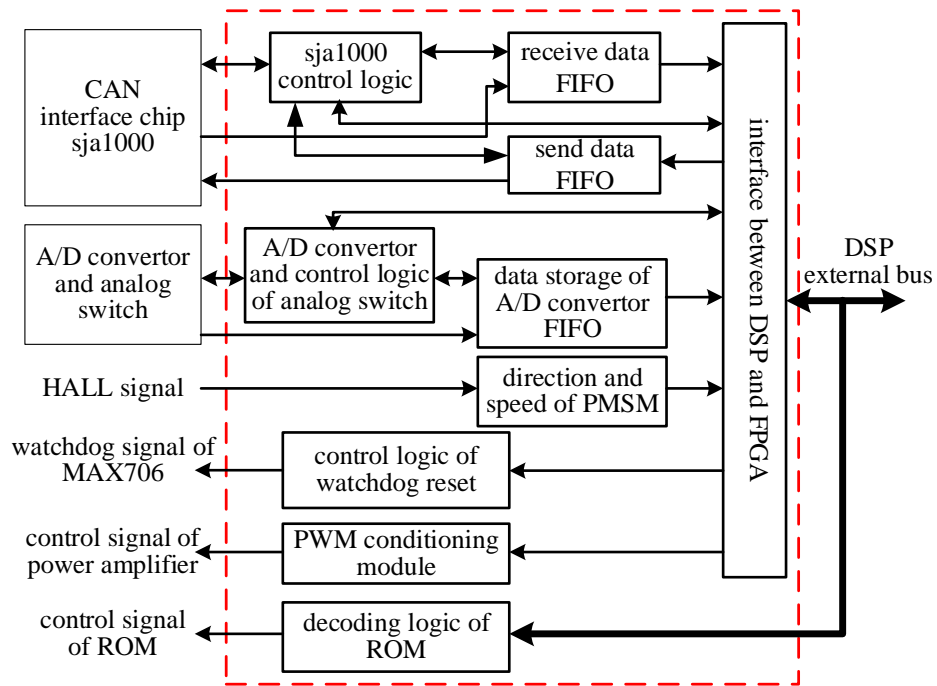 CAN
interface chip
sja1000
sja1000
control logic
receive data
FIFO
send data
FIFO
A/D convertor
and analog
switch
A/D convertor
and control logic
of analog switch
data storage of
A/D convertor
FIFO
HALL signal
direction and
speed of PMSM
watchdog signal of
MAX706
control logic of
watchdog reset
control signal of
power amplifier
PWM conditioning
module
control signal
of ROM
decoding logic of
ROM
interface between DSP and FPGA
DSP
external bus